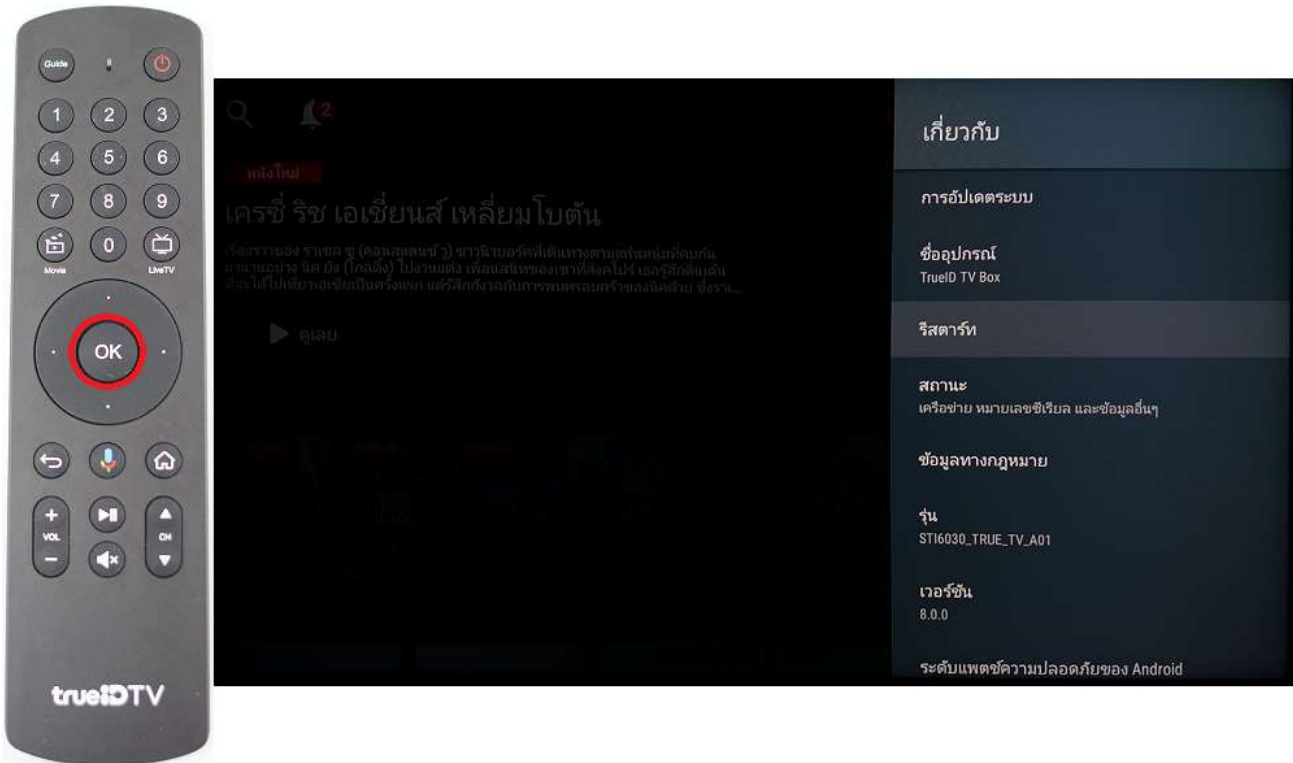 Guide
1 2 3
4 5 6
7 8 9
0
Movie
LiveTV
OK
+
VOL
CH
−
trueIDTV
2
หนังใหม่
เครซี่ ริช เอเชี่ยนส์ เหลี่ยมโบตัน
ดูเลย
เกี่ยวกับ
การอัปเดตระบบ
ชื่ออุปกรณ์
TrueID TV Box
รีสตาร์ท
สถานะ
เครือข่าย หมายเลขซีเรียล และข้อมูลอื่นๆ
ข้อมูลทางกฎหมาย
รุ่น
STI6030_TRUE_TV_A01
เวอร์ชัน
8.0.0
ระดับแพตช์ความปลอดภัยของ Android